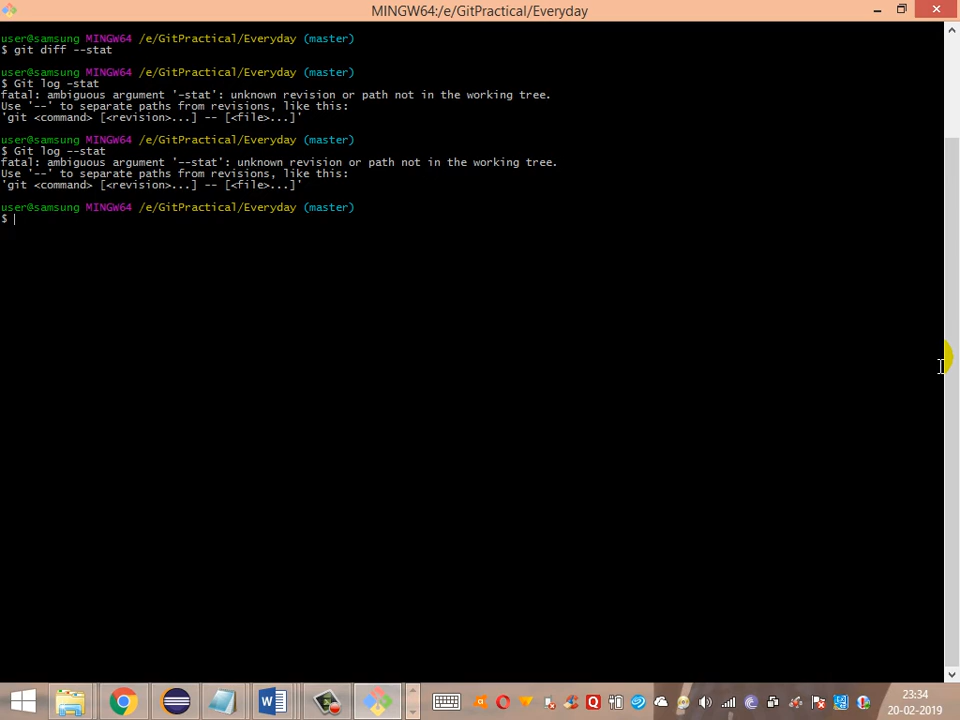 MINGW64:/e/GitPractical/Everyday
user@samsung MINGW64 /e/GitPractical/Everyday (master)
$ git diff --stat
user@samsung MINGW64 /e/GitPractical/Everyday (master)
$ Git log -stat
fatal: ambiguous argument '-stat': unknown revision or path not in the working tree.
Use '--' to separate paths from revisions, like this:
'git <command> [<revision>...] -- [<file>...]'
user@samsung MINGW64 /e/GitPractical/Everyday (master)
$ Git log --stat
fatal: ambiguous argument '--stat': unknown revision or path not in the working tree.
Use '--' to separate paths from revisions, like this:
'git <command> [<revision>...] -- [<file>...]'
user@samsung MINGW64 /e/GitPractical/Everyday (master)
$
23:34
20-02-2019